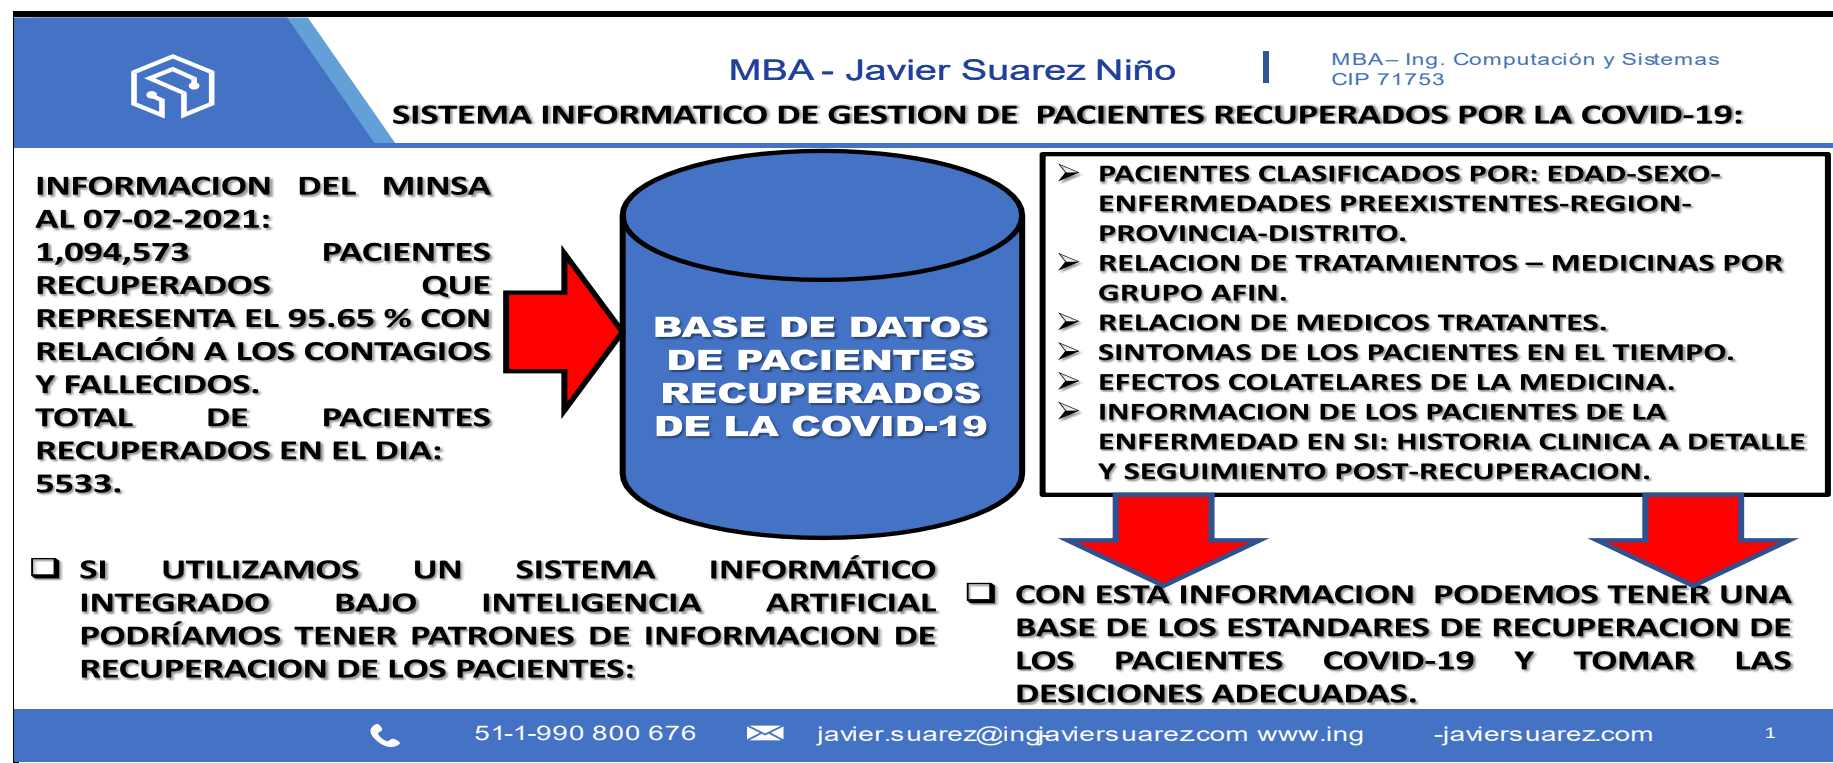 MBA - Javier Suarez Niño
MBA– Ing. Computación y Sistemas
CIP 71753
SISTEMA INFORMATICO DE GESTION DE PACIENTES RECUPERADOS POR LA COVID-19:
INFORMACION DEL MINSA
AL 07-02-2021:
1,094,573 PACIENTES
RECUPERADOS QUE
REPRESENTA EL 95.65 % CON
RELACIÓN A LOS CONTAGIOS
Y FALLECIDOS.
TOTAL DE PACIENTES
RECUPERADOS EN EL DIA:
5533.
BASE DE DATOS
DE PACIENTES
RECUPERADOS
DE LA COVID-19
PACIENTES CLASIFICADOS POR: EDAD-SEXO-
ENFERMEDADES PREEXISTENTES-REGION-
PROVINCIA-DISTRITO.
RELACION DE TRATAMIENTOS – MEDICINAS POR
GRUPO AFIN.
RELACION DE MEDICOS TRATANTES.
SINTOMAS DE LOS PACIENTES EN EL TIEMPO.
EFECTOS COLATELARES DE LA MEDICINA.
INFORMACION DE LOS PACIENTES DE LA
ENFERMEDAD EN SI: HISTORIA CLINICA A DETALLE
Y SEGUIMIENTO POST-RECUPERACION.
SI UTILIZAMOS UN SISTEMA INFORMÁTICO
INTEGRADO BAJO INTELIGENCIA ARTIFICIAL
PODRÍAMOS TENER PATRONES DE INFORMACION DE
RECUPERACION DE LOS PACIENTES:
CON ESTA INFORMACION PODEMOS TENER UNA
BASE DE LOS ESTANDARES DE RECUPERACION DE
LOS PACIENTES COVID-19 Y TOMAR LAS
DESICIONES ADECUADAS.
51-1-990 800 676 javier.suarez@ing-javiersuarez.com www.ing -javiersuarez.com 1